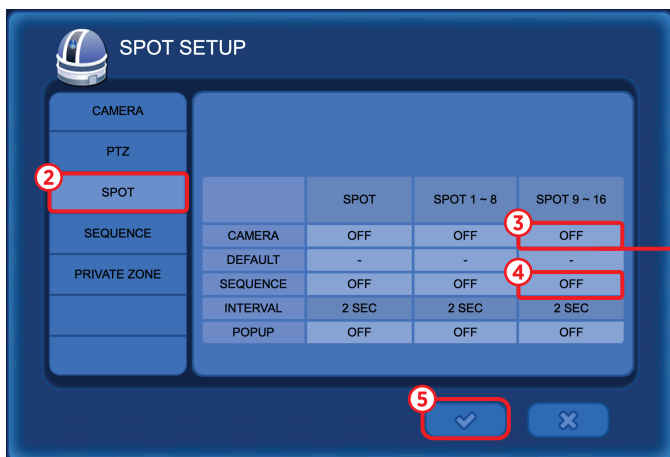 SPOT SETUP
CAMERA
PTZ
2
SPOT
SEQUENCE
PRIVATE ZONE
SPOT SPOT 1 ~ 8 SPOT 9 ~ 16
3
CAMERA OFF OFF OFF
DEFAULT - - -
4
SEQUENCE OFF OFF OFF
INTERVAL 2 SEC 2 SEC 2 SEC
POPUP OFF OFF OFF
5